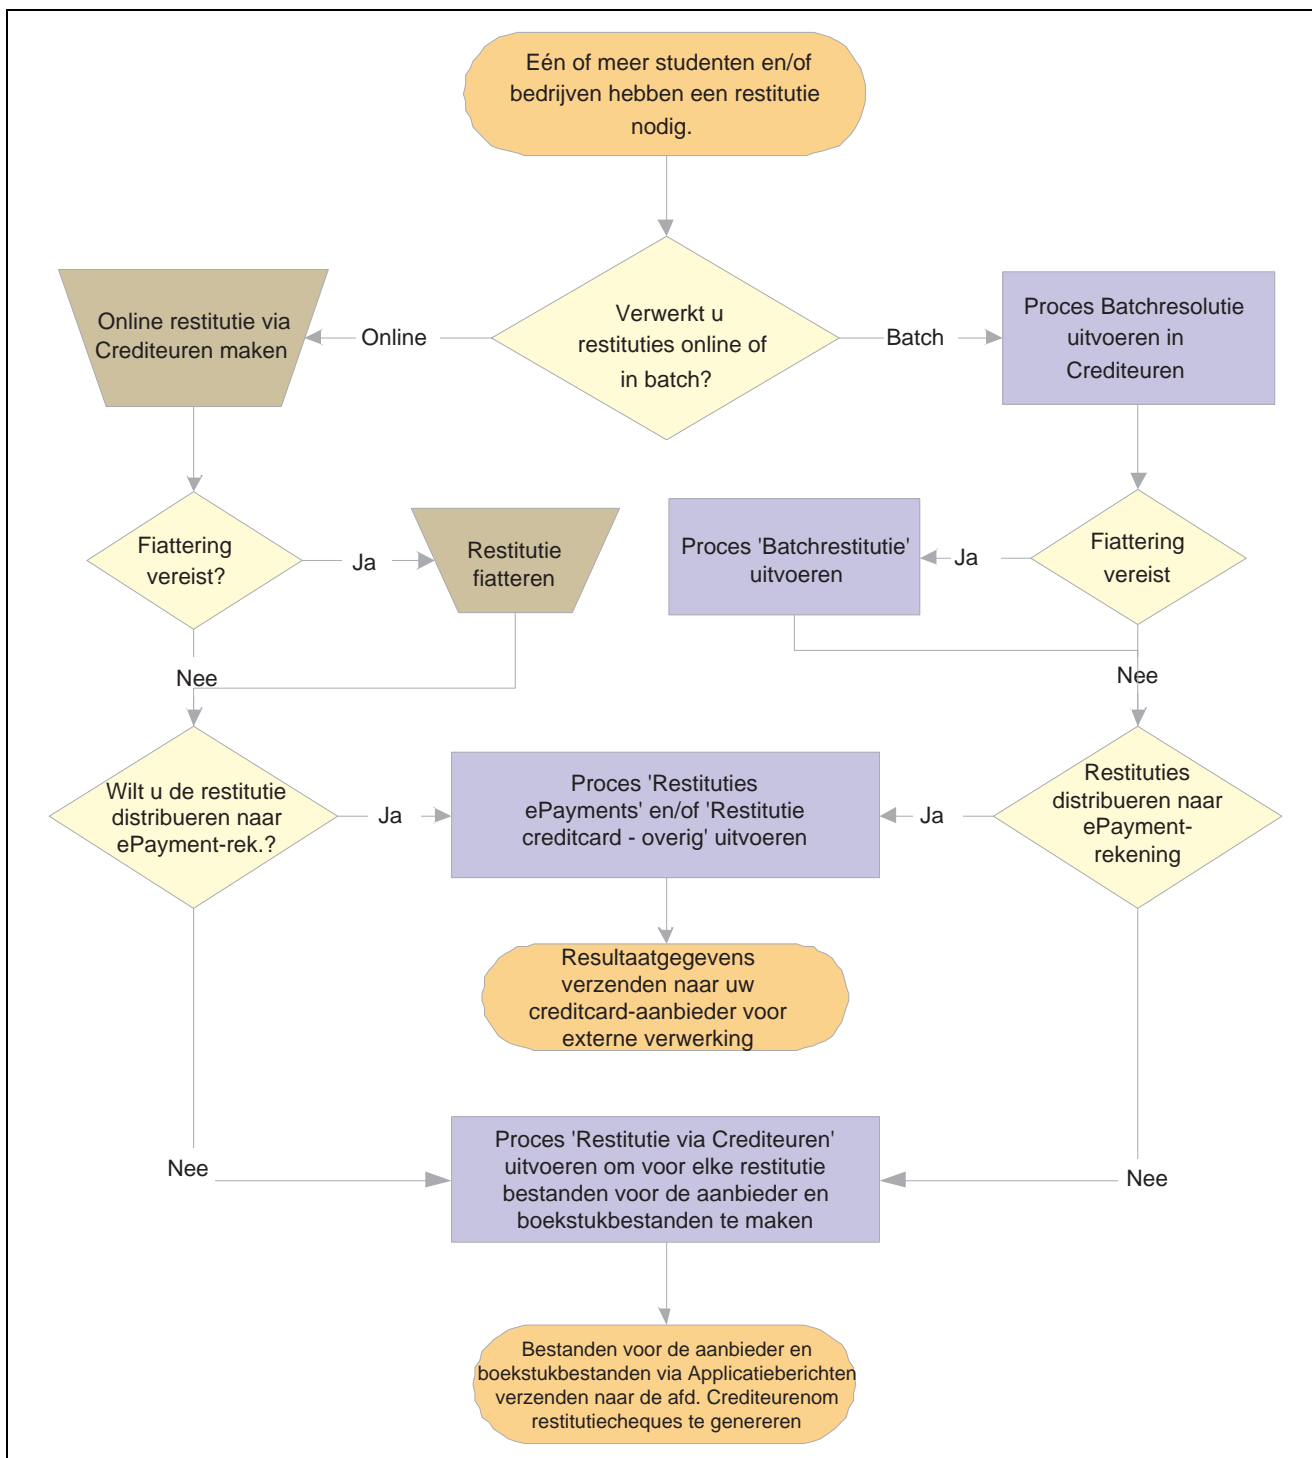 Eén of meer studenten en/of
bedrijven hebben een restitutie
nodig.
Verwerkt u
restituties online of
in batch?
Online
Batch
Online restitutie via
Crediteuren maken
Proces Batchresolutie
uitvoeren in
Crediteuren
Fiattering
vereist?
Ja
Restitutie
fiatteren
Proces 'Batchrestitutie'
uitvoeren
Ja
Fiattering
vereist
Nee
Nee
Wilt u de restitutie
distribueren naar
ePayment-rek.?
Ja
Proces 'Restituties
ePayments' en/of 'Restitutie
creditcard - overig' uitvoeren
Ja
Restituties
distribueren naar
ePayment-
rekening
Resultaatgegevens
verzenden naar uw
creditcard-aanbieder voor
externe verwerking
Nee
Proces 'Restitutie via Crediteuren'
uitvoeren om voor elke restitutie
bestanden voor de aanbieder en
boekstukbestanden te maken
Nee
Bestanden voor de aanbieder en
boekstukbestanden via Applicatieberichten
verzenden naar de afd. Crediteurenom
restitutiecheques te genereren